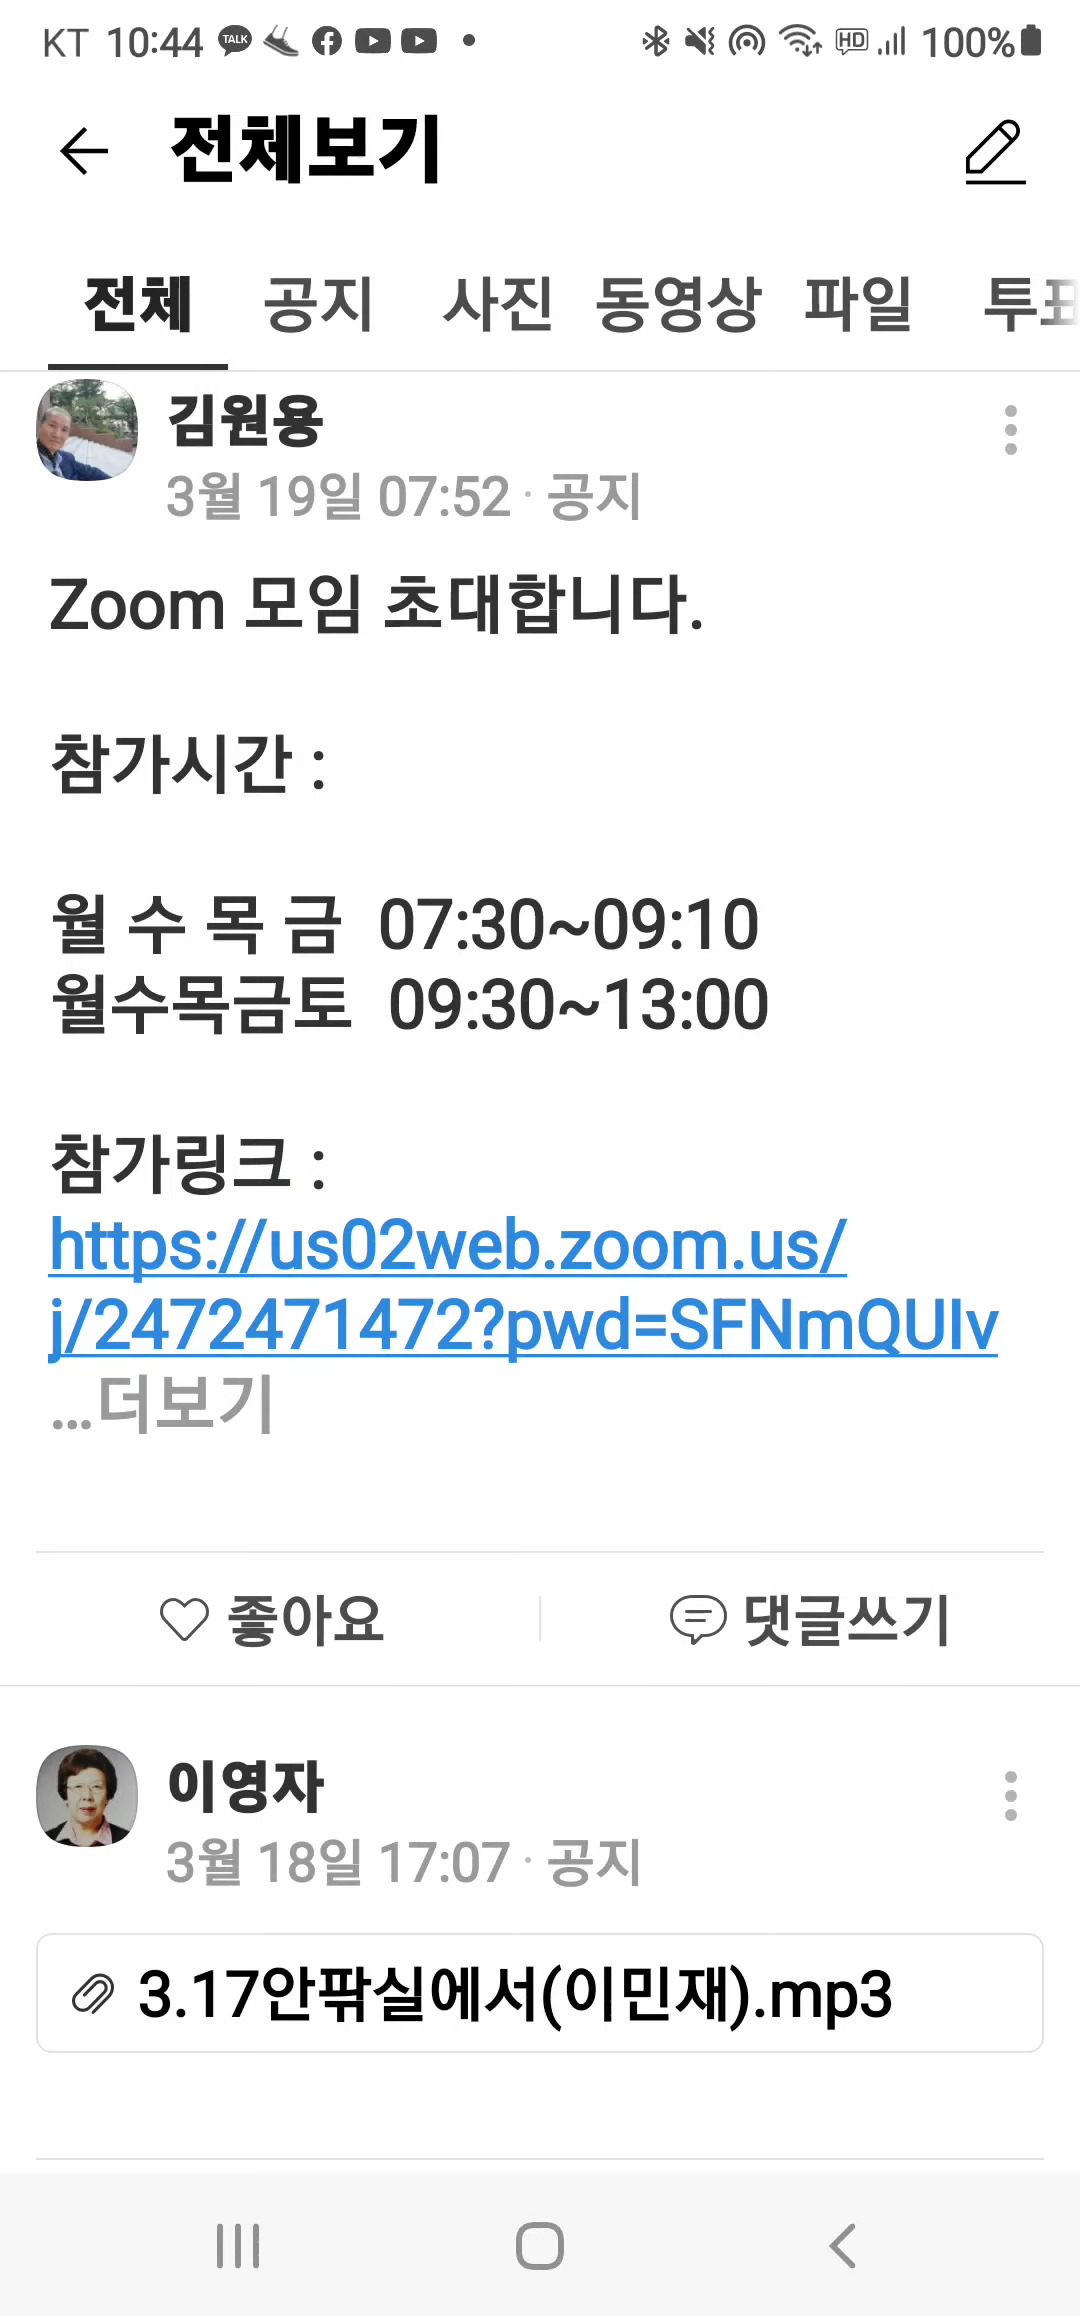 KT 10:44 TALK HD 100%
전체보기
전체 공지 사진 동영상 파일 투표
김원용
3월 19일 07:52 · 공지
Zoom 모임 초대합니다.
참가시간 :
월 수 목 금 07:30~09:10
월수목금토 09:30~13:00
참가링크 :
https://us02web.zoom.us/
j/2472471472?pwd=SFNmQUIv
...더보기
좋아요 댓글쓰기
이영자
3월 18일 17:07 · 공지
3.17안팎실에서(이민재).mp3